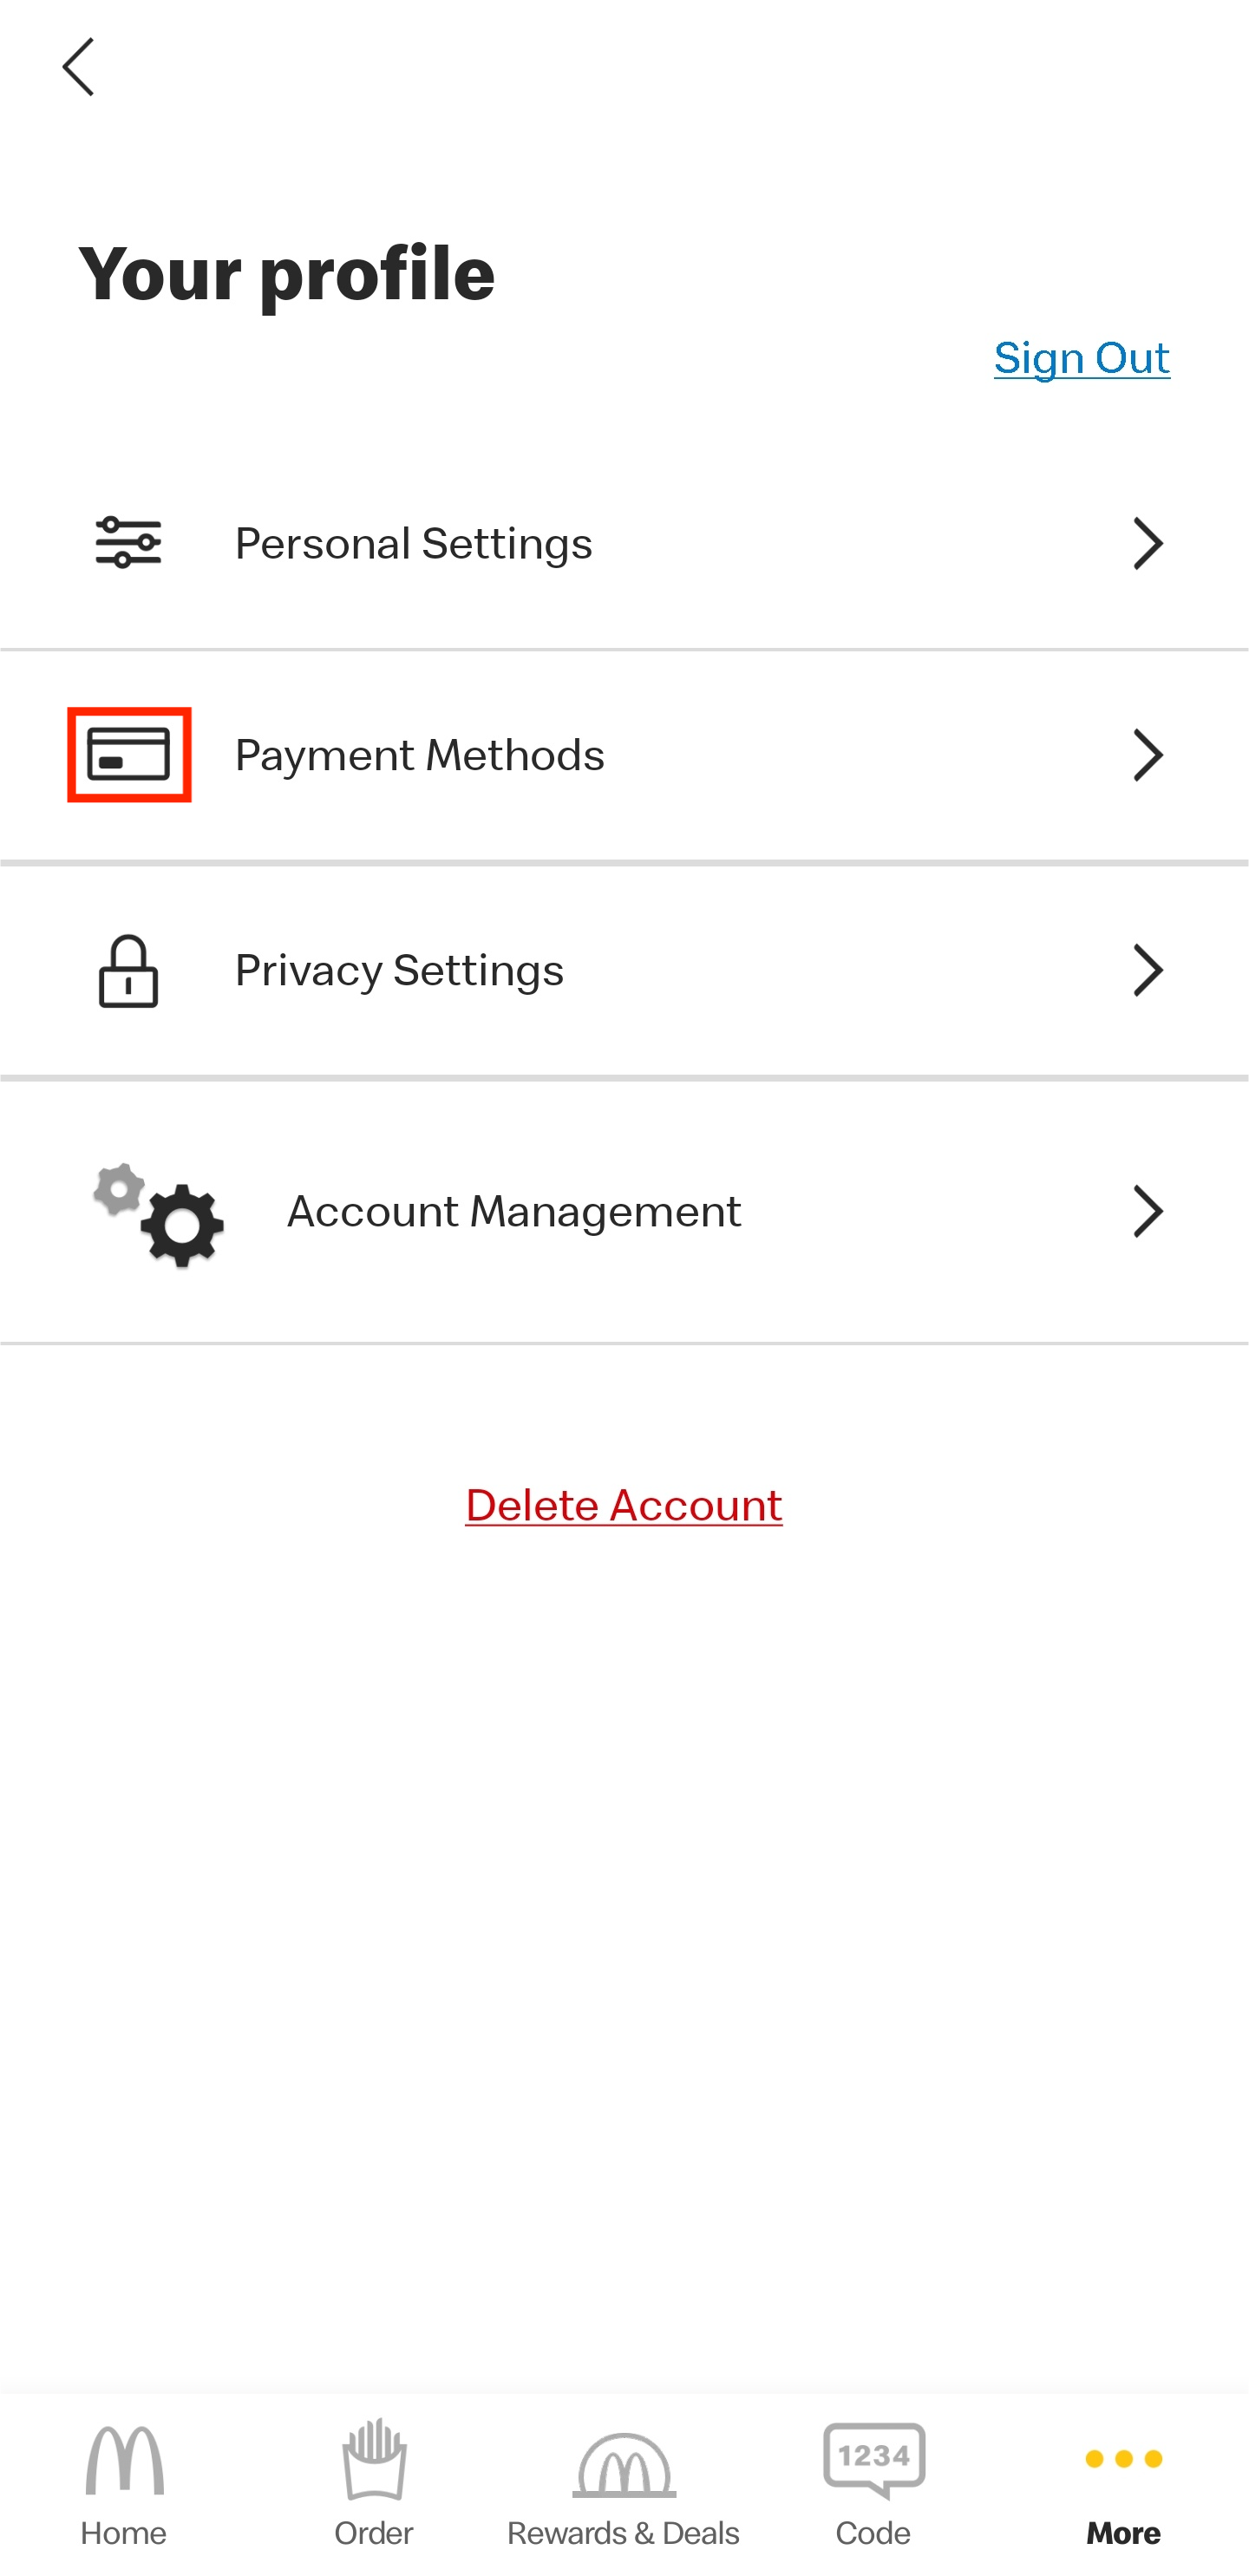 Your profile
Sign Out
Personal Settings
Payment Methods
Privacy Settings
Account Management
Delete Account
1234
Home
Order
Rewards & Deals
Code
More